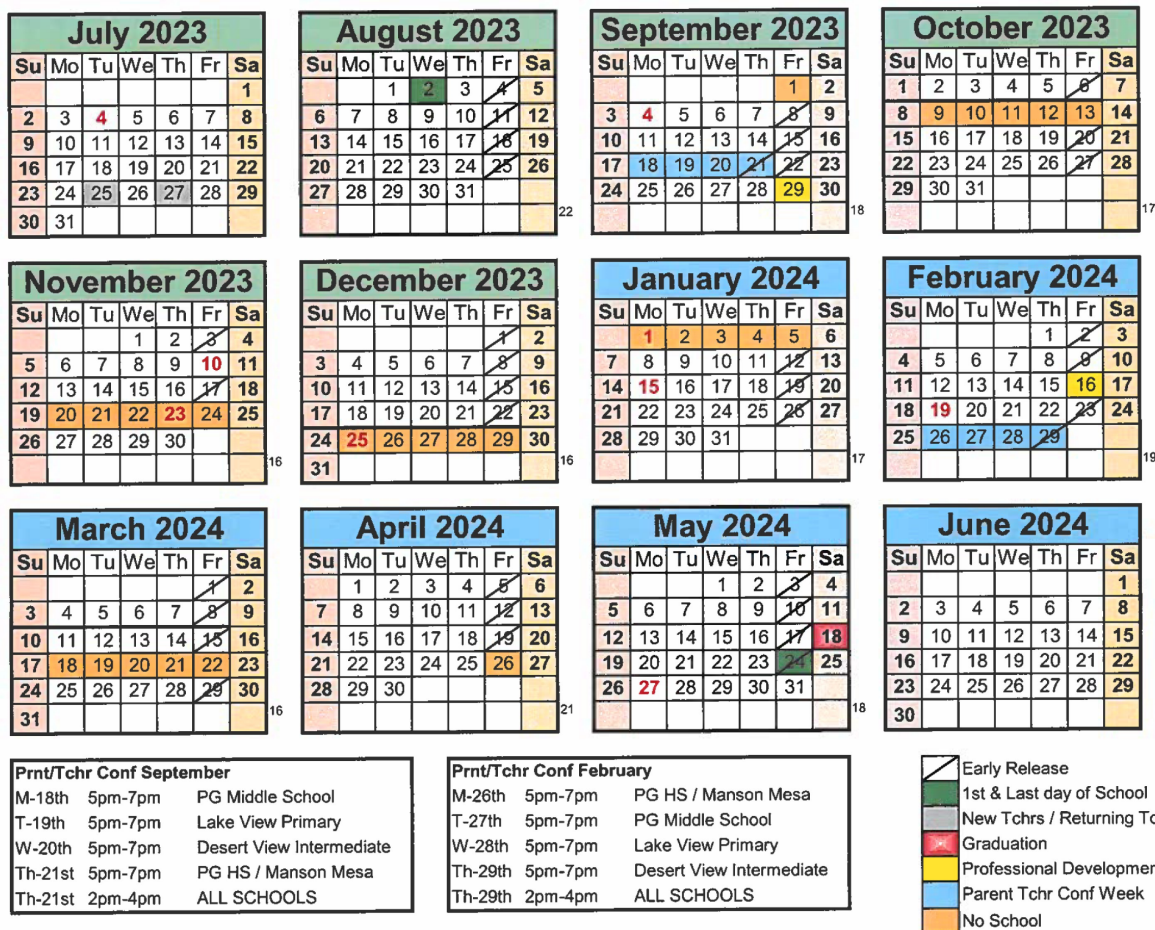 July 2023
Su Mo Tu We Th Fr Sa
1
2 3 4 5 6 7 8
9 10 11 12 13 14 15
16 17 18 19 20 21 22
23 24 25 26 27 28 29
30 31
August 2023
Su Mo Tu We Th Fr Sa
1 2 3 4 5
6 7 8 9 10 11 12
13 14 15 16 17 18 19
20 21 22 23 24 25 26
27 28 29 30 31
22
September 2023
Su Mo Tu We Th Fr Sa
1 2
3 4 5 6 7 8 9
10 11 12 13 14 15 16
17 18 19 20 21 22 23
24 25 26 27 28 29 30
18
October 2023
Su Mo Tu We Th Fr Sa
1 2 3 4 5 6 7
8 9 10 11 12 13 14
15 16 17 18 19 20 21
22 23 24 25 26 27 28
29 30 31
17
November 2023
Su Mo Tu We Th Fr Sa
1 2 3 4
5 6 7 8 9 10 11
12 13 14 15 16 17 18
19 20 21 22 23 24 25
26 27 28 29 30
16
December 2023
Su Mo Tu We Th Fr Sa
1 2
3 4 5 6 7 8 9
10 11 12 13 14 15 16
17 18 19 20 21 22 23
24 25 26 27 28 29 30
31
16
January 2024
Su Mo Tu We Th Fr Sa
1 2 3 4 5 6
7 8 9 10 11 12 13
14 15 16 17 18 19 20
21 22 23 24 25 26 27
28 29 30 31
17
February 2024
Su Mo Tu We Th Fr Sa
1 2 3
4 5 6 7 8 9 10
11 12 13 14 15 16 17
18 19 20 21 22 23 24
25 26 27 28 29
19
March 2024
Su Mo Tu We Th Fr Sa
1 2
3 4 5 6 7 8 9
10 11 12 13 14 15 16
17 18 19 20 21 22 23
24 25 26 27 28 29 30
31
16
April 2024
Su Mo Tu We Th Fr Sa
1 2 3 4 5 6
7 8 9 10 11 12 13
14 15 16 17 18 19 20
21 22 23 24 25 26 27
28 29 30
21
May 2024
Su Mo Tu We Th Fr Sa
1 2 3 4
5 6 7 8 9 10 11
12 13 14 15 16 17 18
19 20 21 22 23 24 25
26 27 28 29 30 31
18
June 2024
Su Mo Tu We Th Fr Sa
1
2 3 4 5 6 7 8
9 10 11 12 13 14 15
16 17 18 19 20 21 22
23 24 25 26 27 28 29
30
Prnt/Tchr Conf September
M-18th 5pm-7pm PG Middle School
T-19th 5pm-7pm Lake View Primary
W-20th 5pm-7pm Desert View Intermediate
Th-21st 5pm-7pm PG HS / Manson Mesa
Th-21st 2pm-4pm ALL SCHOOLS
Prnt/Tchr Conf February
M-26th 5pm-7pm PG HS / Manson Mesa
T-27th 5pm-7pm PG Middle School
W-28th 5pm-7pm Lake View Primary
Th-29th 5pm-7pm Desert View Intermediate
Th-29th 2pm-4pm ALL SCHOOLS
Early Release
1st & Last day of School
New Tchrs / Returning Tc
Graduation
Professional Developmen
Parent Tchr Conf Week
No School